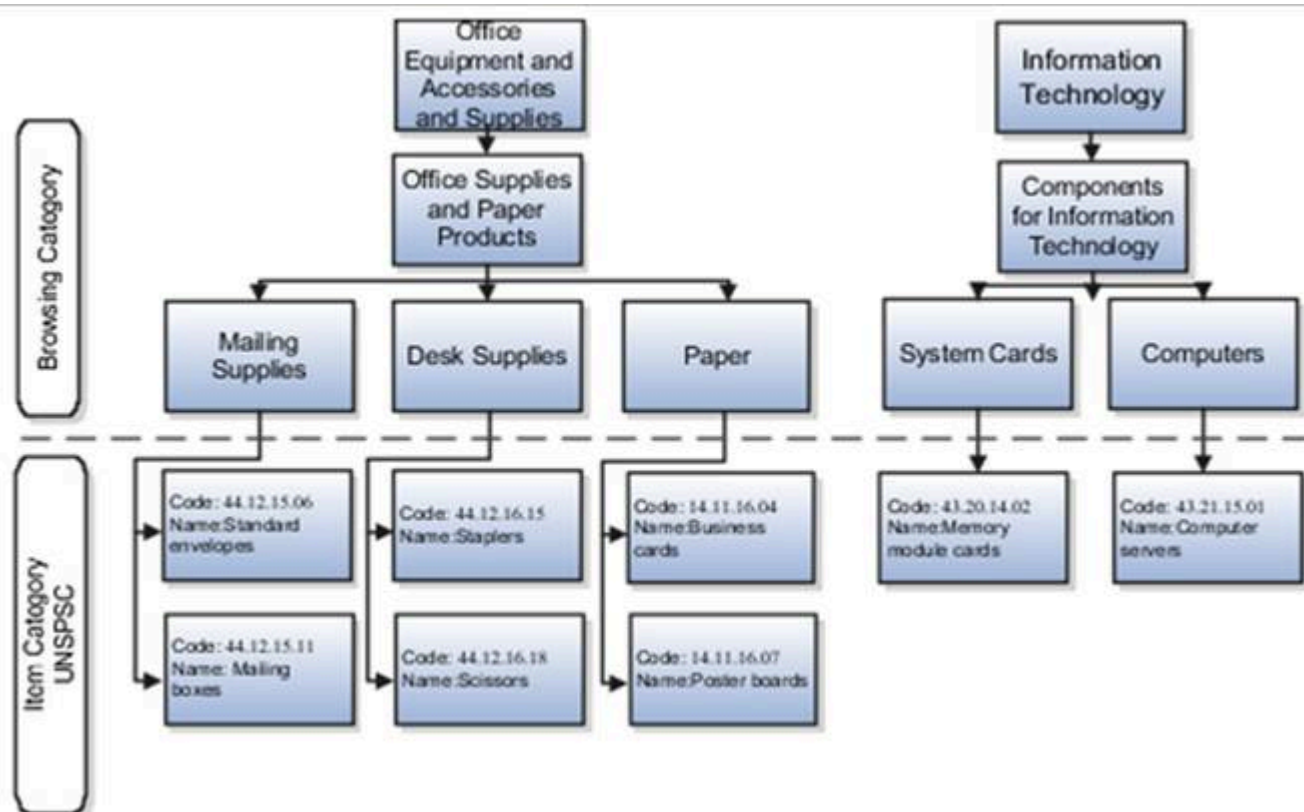 Office
Equipment and
Accessories
and Supplies
Information
Technology
Browsing Catogory
Office Supplies
and Paper
Products
Components
for Information
Technology
Mailing
Supplies
Desk Supplies
Paper
System Cards
Computers
Item Catogory
UNSPSC
Code: 44.12.15.06
Name:Standard
envelopes
Code: 44.12.16.15
Name:Staplers
Code: 14.11.16.04
Name:Business
cards
Code: 43.20.14.02
Name:Memory
module cards
Code: 43.21.15.01
Name:Computer
servers
Code: 44.12.15.11
Name: Mailing
boxes
Code: 44.12.16.18
Name:Scissors
Code: 14.11.16.07
Name:Poster boards